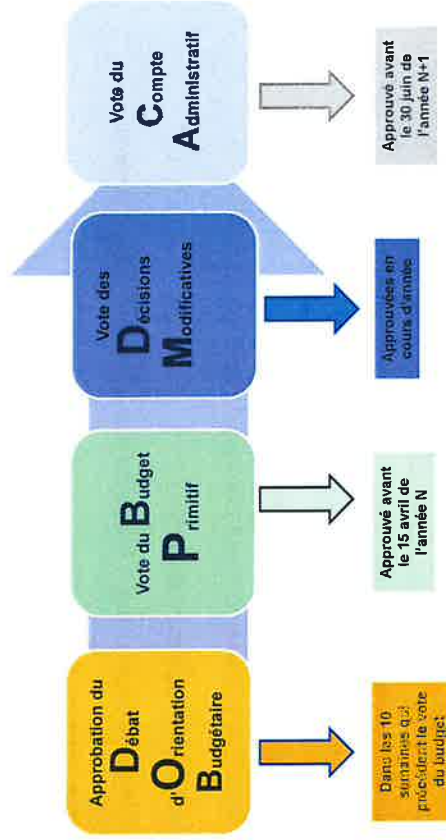 Approbation du
Débat
d'Orientation
Budgétaire
Vote du Budget
Primitif
Vote des
Décisions
Modificatives
Vote du
Compte
Administratif
Dans les 10
semaines qui
précèdent le vote
du budget
Approuvé avant
le 15 avril de
l'année N
Approuvées en
cours d'année
Approuvé avant
le 30 juin de
l'année N+1